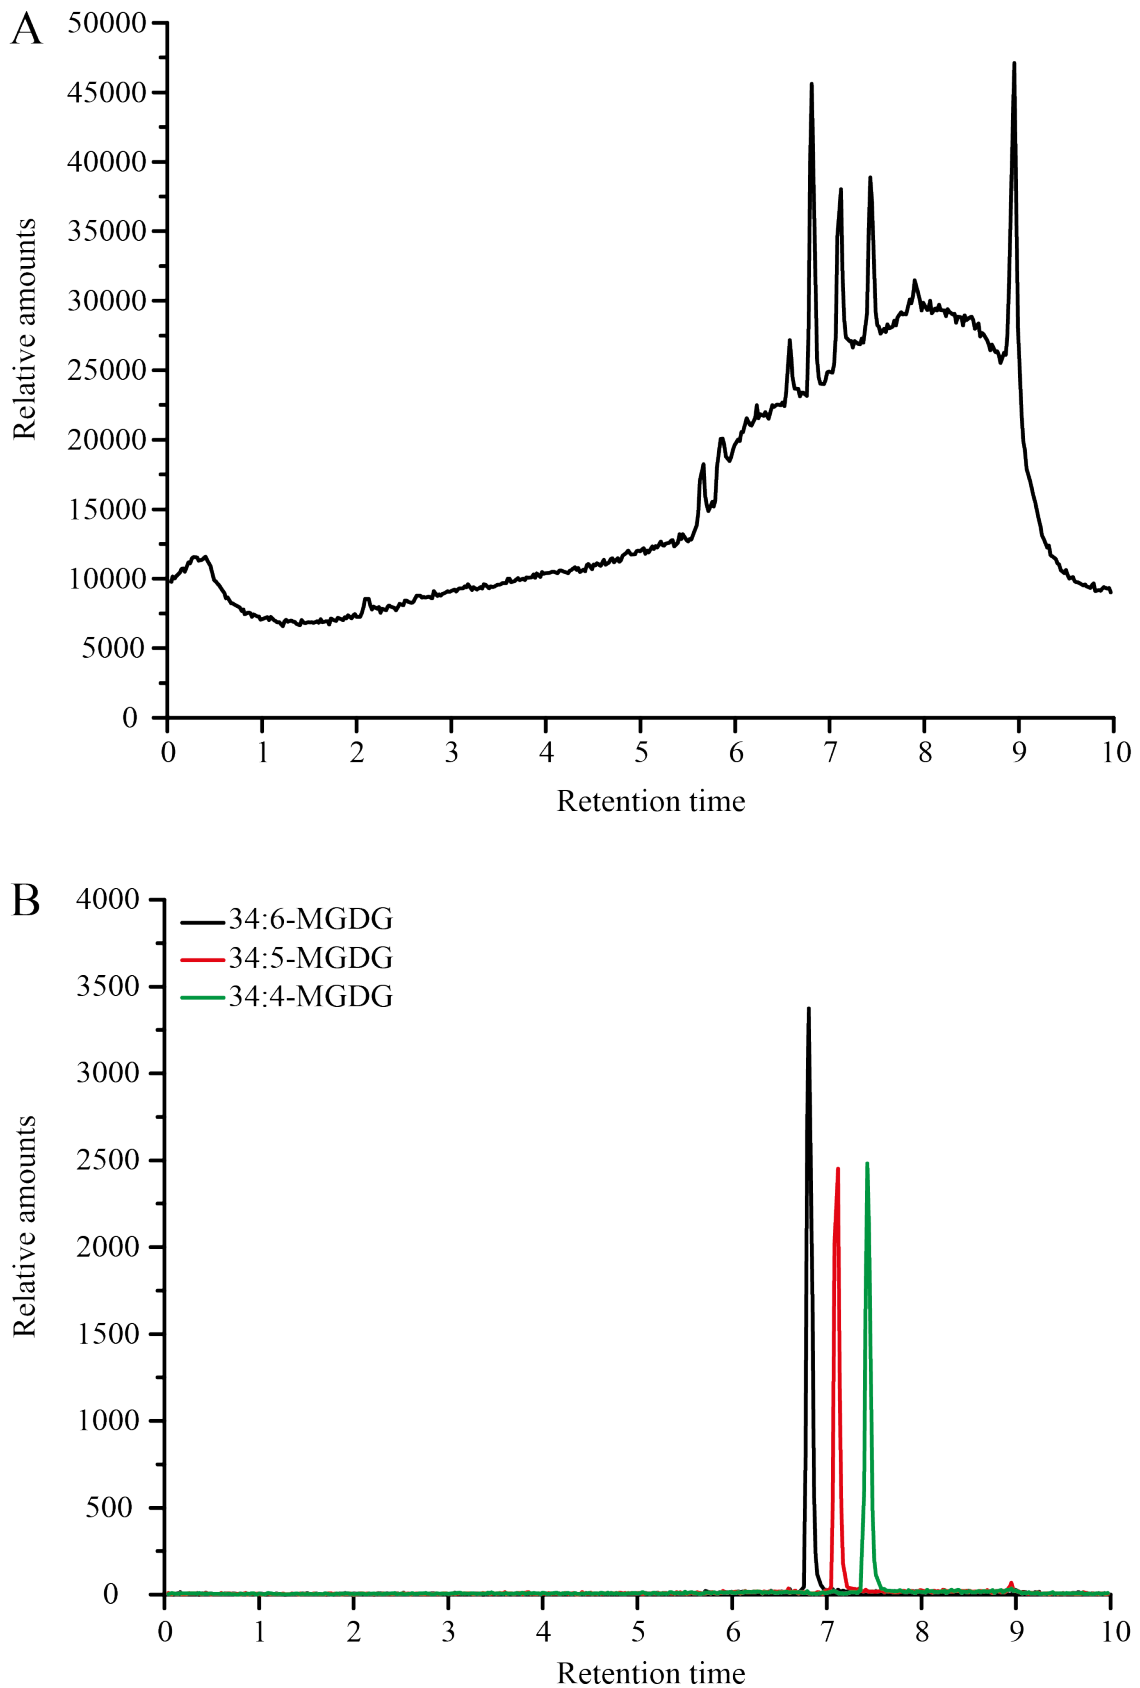 A
50000
45000
40000
35000
30000
25000
20000
15000
10000
5000
0
Relative amounts
0 1 2 3 4 5 6 7 8 9 10
Retention time
B
4000
3500
3000
2500
2000
1500
1000
500
0
Relative amounts
34:6-MGDG
34:5-MGDG
34:4-MGDG
0 1 2 3 4 5 6 7 8 9 10
Retention time